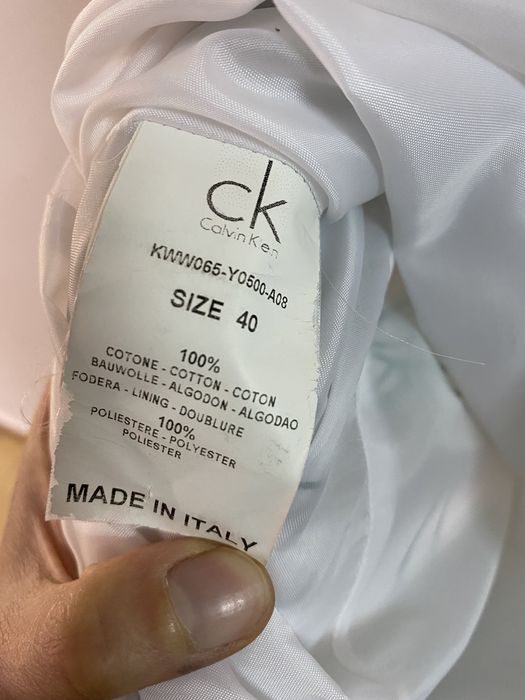 ck
Calvin Klein
KWW065-Y0500-A08
SIZE 40
100%
COTONE - COTTON - COTON
BAUWOLLE - ALGODON - ALGODAO
FODERA - LINING - DOUBLURE
100%
POLIESTERE - POLYESTER
POLIESTER
MADE IN ITALY